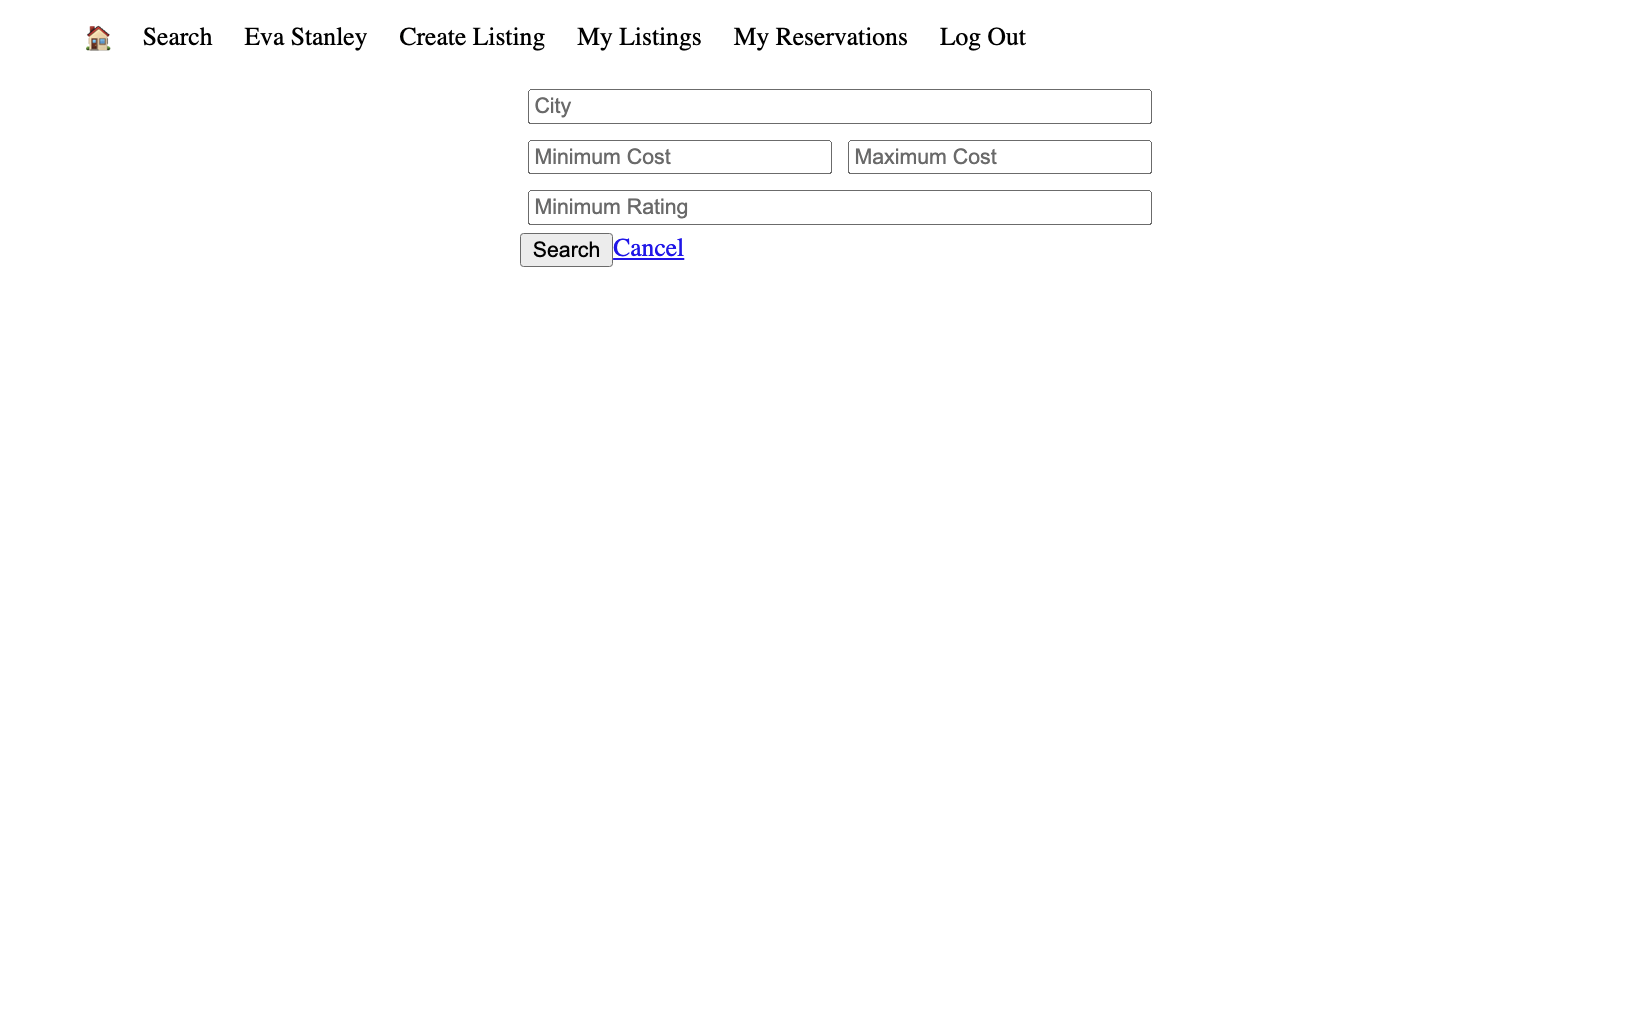 Search Eva Stanley Create Listing My Listings My Reservations Log Out
City
Minimum Cost Maximum Cost
Minimum Rating
Search Cancel